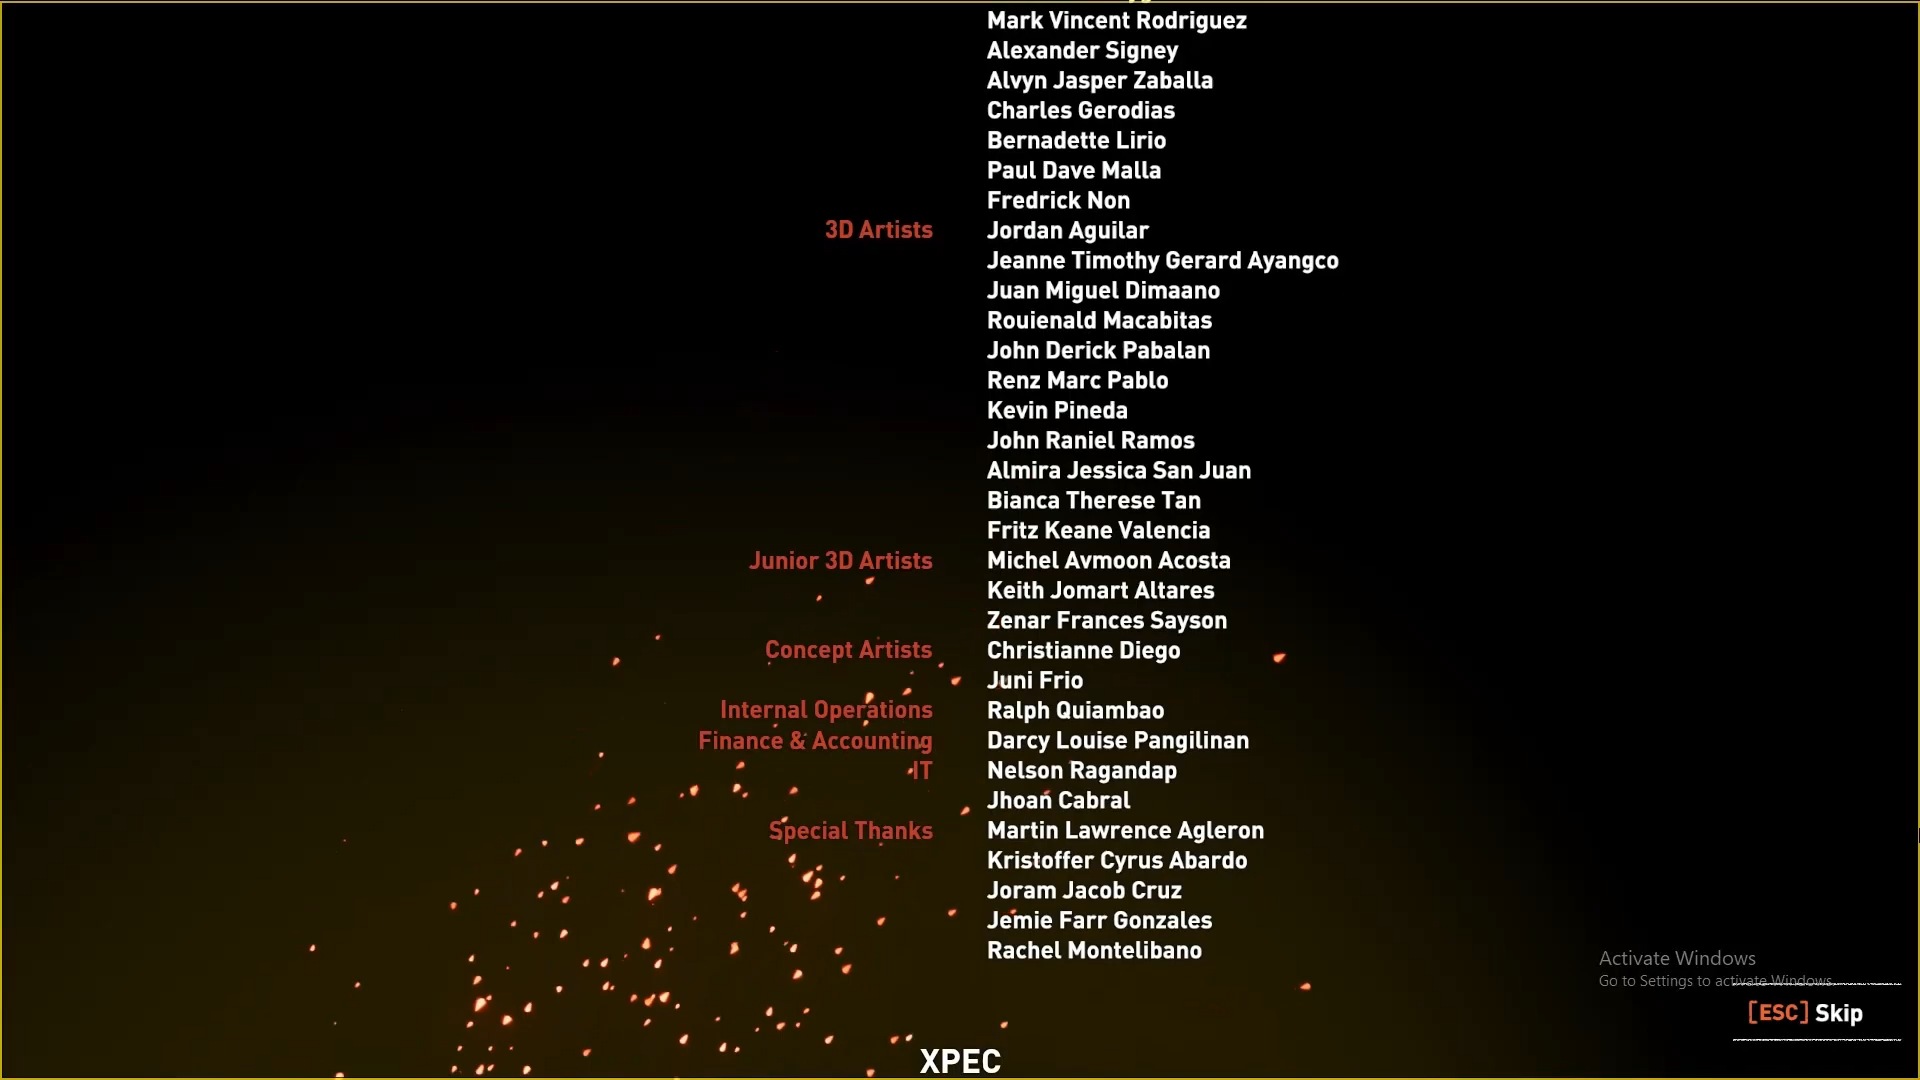 Mark Vincent Rodriguez
Alexander Signey
Alvyn Jasper Zaballa
Charles Gerodias
Bernadette Lirio
Paul Dave Malla
Fredrick Non
3D Artists Jordan Aguilar
Jeanne Timothy Gerard Ayangco
Juan Miguel Dimaano
Rouienald Macabitas
John Derick Pabalan
Renz Marc Pablo
Kevin Pineda
John Raniel Ramos
Almira Jessica San Juan
Bianca Therese Tan
Fritz Keane Valencia
Junior 3D Artists Michel Avmoon Acosta
Keith Jomart Altares
Zenar Frances Sayson
Concept Artists Christianne Diego
Juni Frio
Internal Operations Ralph Quiambao
Finance & Accounting Darcy Louise Pangilinan
IT Nelson Ragandap
Jhoan Cabral
Special Thanks Martin Lawrence Agleron
Kristoffer Cyrus Abardo
Joram Jacob Cruz
Jemie Farr Gonzales
Rachel Montelibano
Activate Windows
Go to Settings to activate Windows.
[ESC] Skip
XPEC